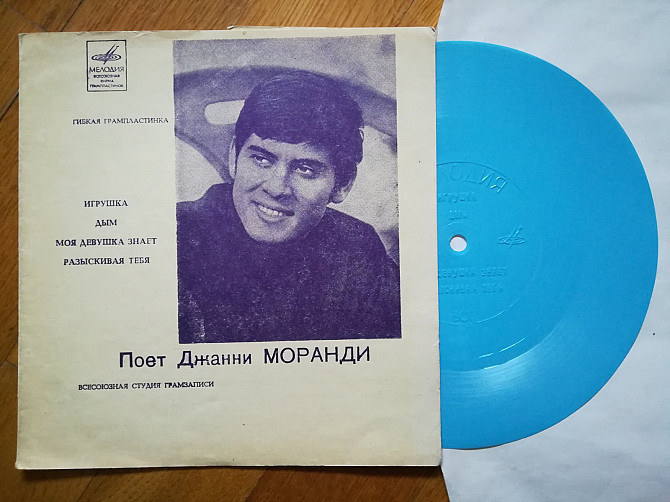 МЕЛОДИЯ
ВСЕСОЮЗНАЯ
ФИРМА
ГРАМПЛАСТИНОК
ГИБКАЯ ГРАМПЛАСТИНКА
ИГРУШКА
ДЫМ
МОЯ ДЕВУШКА ЗНАЕТ
РАЗЫСКИВАЯ ТЕБЯ
Поет Джанни МОРАНДИ
ВСЕСОЮЗНАЯ СТУДИЯ ГРАМЗАПИСИ